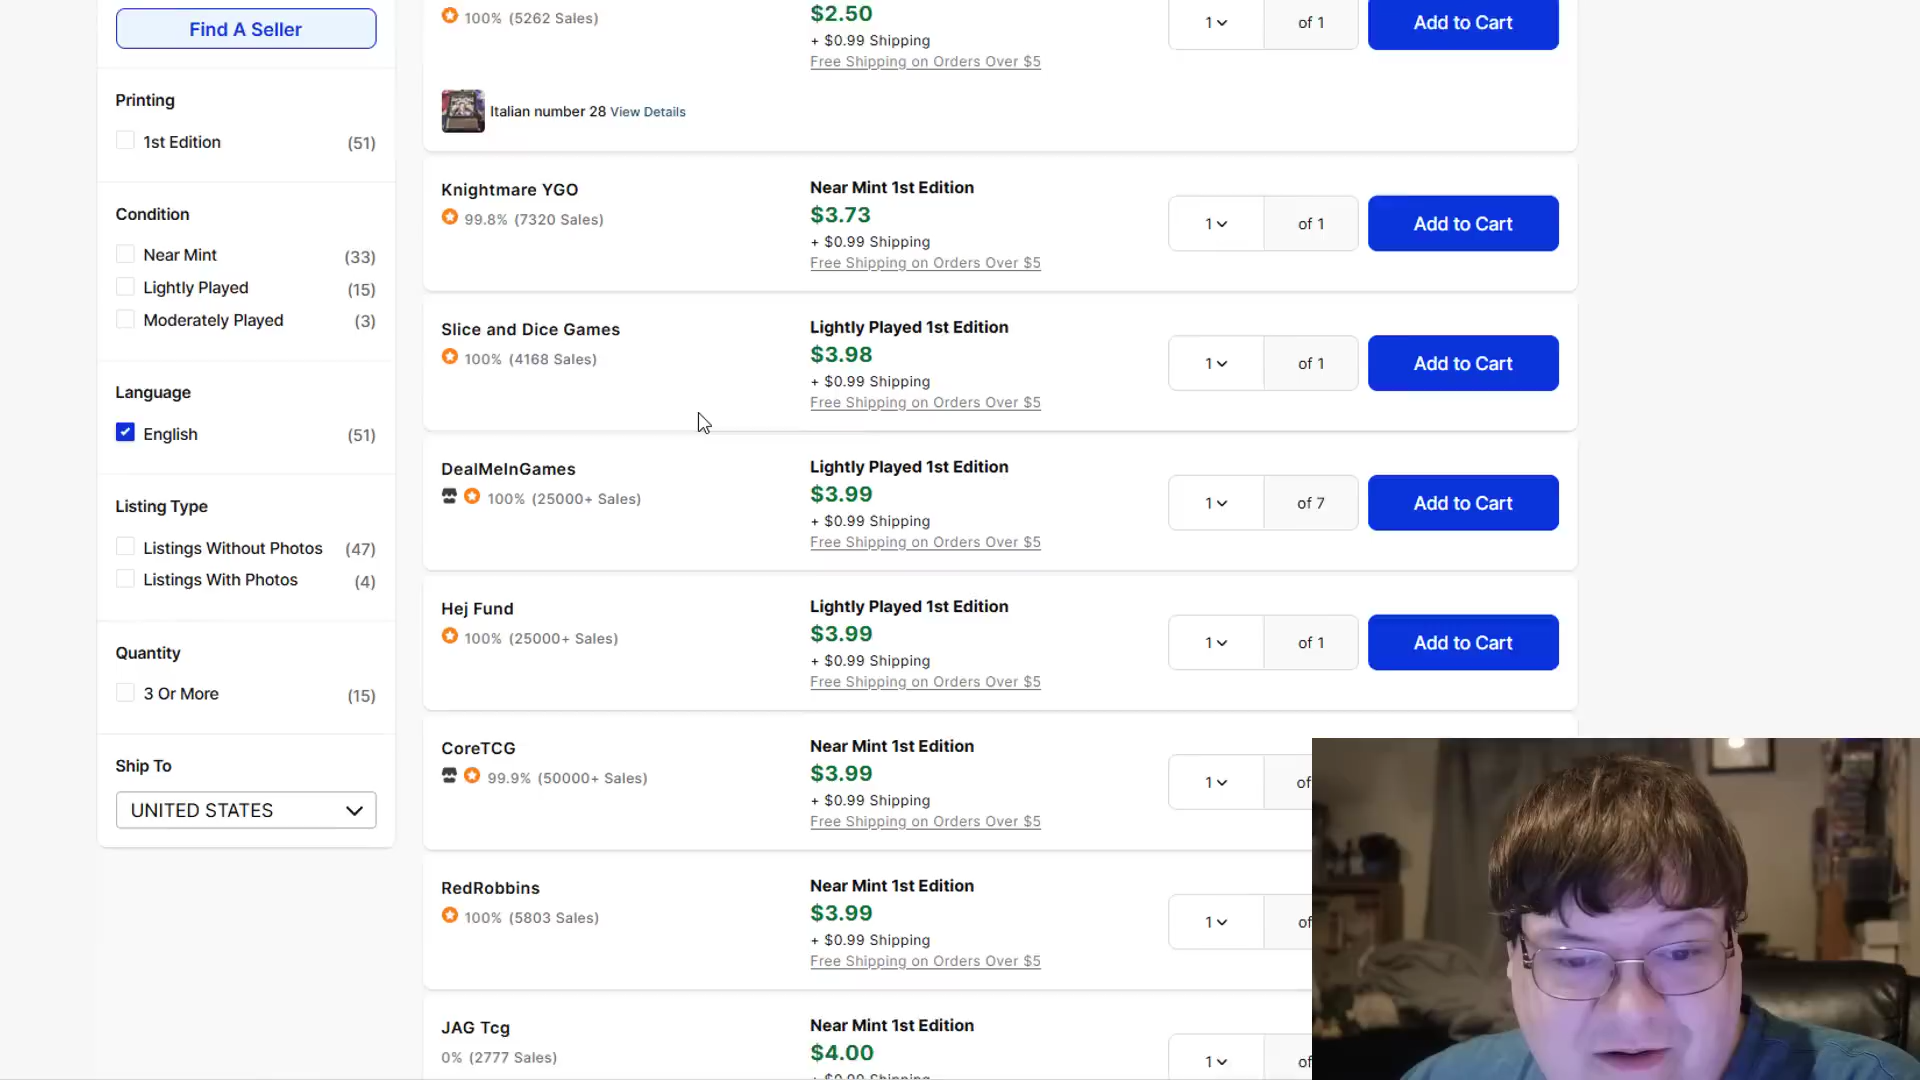 Find A Seller
Printing
1st Edition (51)
Condition
Near Mint (33)
Lightly Played (15)
Moderately Played (3)
Language
English (51)
Listing Type
Listings Without Photos (47)
Listings With Photos (4)
Quantity
3 Or More (15)
Ship To
UNITED STATES
100% (5262 Sales)
$2.50
+ $0.99 Shipping
Free Shipping on Orders Over $5
1 of 1
Add to Cart
Italian number 28 View Details
Knightmare YGO
99.8% (7320 Sales)
Near Mint 1st Edition
$3.73
+ $0.99 Shipping
Free Shipping on Orders Over $5
1 of 1
Add to Cart
Slice and Dice Games
100% (4168 Sales)
Lightly Played 1st Edition
$3.98
+ $0.99 Shipping
Free Shipping on Orders Over $5
1 of 1
Add to Cart
DealMeInGames
100% (25000+ Sales)
Lightly Played 1st Edition
$3.99
+ $0.99 Shipping
Free Shipping on Orders Over $5
1 of 7
Add to Cart
Hej Fund
100% (25000+ Sales)
Lightly Played 1st Edition
$3.99
+ $0.99 Shipping
Free Shipping on Orders Over $5
1 of 1
Add to Cart
CoreTCG
99.9% (50000+ Sales)
Near Mint 1st Edition
$3.99
+ $0.99 Shipping
Free Shipping on Orders Over $5
1 of
RedRobbins
100% (5803 Sales)
Near Mint 1st Edition
$3.99
+ $0.99 Shipping
Free Shipping on Orders Over $5
1 of
JAG Tcg
0% (2777 Sales)
Near Mint 1st Edition
$4.00
+ $0.99 Shipping
1 of